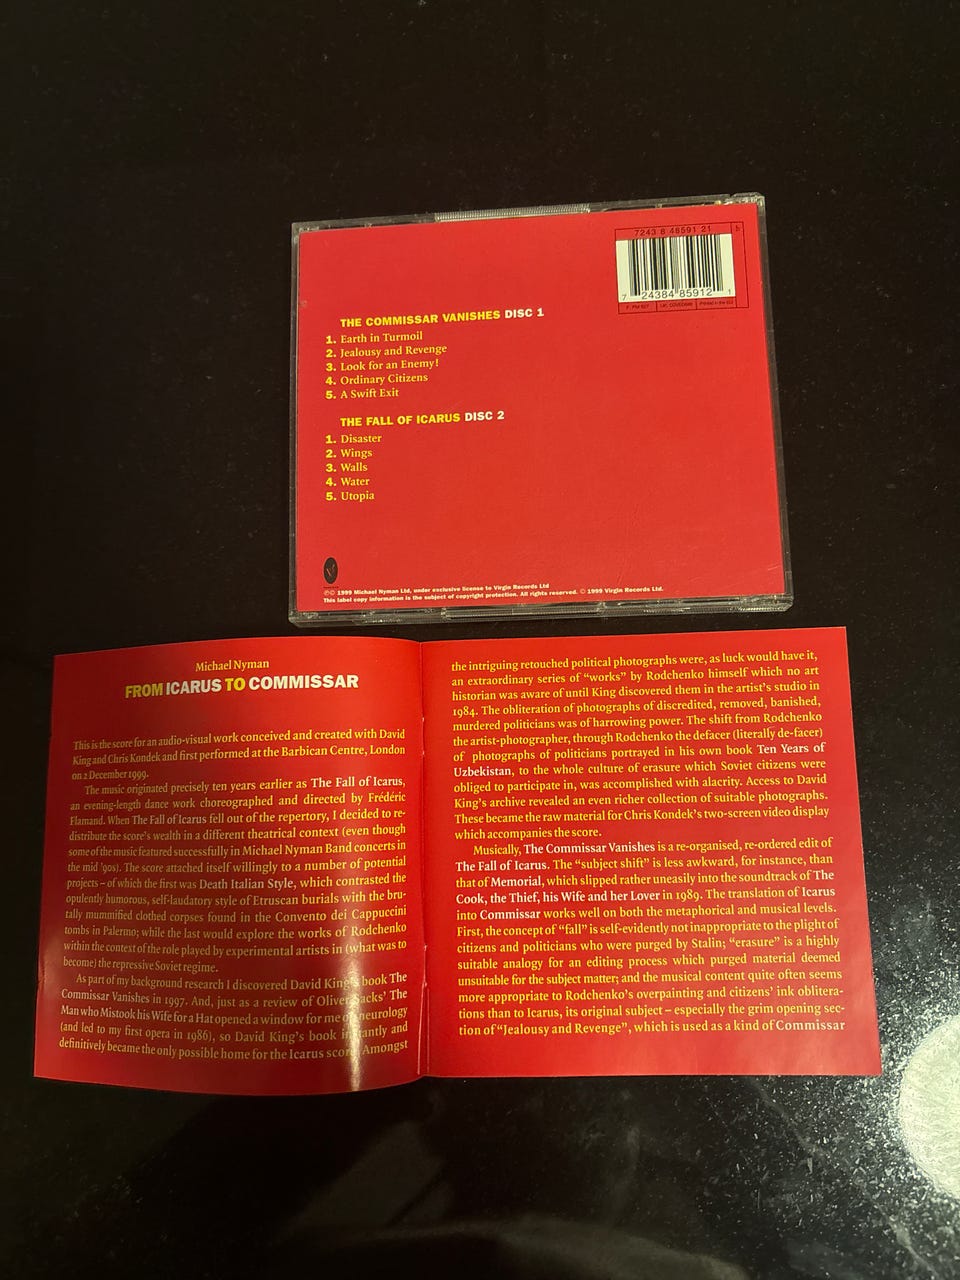 7243 8 48591 21
7 24384 85912 1
THE COMMISSAR VANISHES DISC 1
1. Earth in Turmoil
2. Jealousy and Revenge
3. Look for an Enemy!
4. Ordinary Citizens
5. A Swift Exit
THE FALL OF ICARUS DISC 2
1. Disaster
2. Wings
3. Walls
4. Water
5. Utopia
℗© 1999 Michael Nyman Ltd, under exclusive license to Virgin Records Ltd
This label copy information is the subject of copyright protection. All rights reserved. © 1999 Virgin Records Ltd.
Michael Nyman
FROM ICARUS TO COMMISSAR
This is the score for an audio-visual work conceived and created with David
King and Chris Kondek and first performed at the Barbican Centre, London
on 2 December 1999.
The music originated precisely ten years earlier as The Fall of Icarus,
an evening-length dance work choreographed and directed by Frédéric
Flamand. When The Fall of Icarus fell out of the repertory, I decided to re-
distribute the score's wealth in a different theatrical context (even though
some of the music featured successfully in Michael Nyman Band concerts in
the mid '90s). The score attached itself willingly to a number of potential
projects – of which the first was Death Italian Style, which contrasted the
opulently humorous, self-laudatory style of Etruscan burials with the bru-
tally mummified clothed corpses found in the Convento dei Cappuccini
tombs in Palermo; while the last would explore the works of Rodchenko
within the context of the role played by experimental artists in (what was to
become) the repressive Soviet regime.
As part of my background research I discovered David King's book The
Commissar Vanishes in 1997. And, just as a review of Oliver Sacks' The
Man who Mistook his Wife for a Hat opened a window for me on neurology
(and led to my first opera in 1986), so David King's book instantly and
definitively became the only possible home for the Icarus score. Amongst
the intriguing retouched political photographs were, as luck would have it,
an extraordinary series of “works” by Rodchenko himself which no art
historian was aware of until King discovered them in the artist's studio in
1984. The obliteration of photographs of discredited, removed, banished,
murdered politicians was of harrowing power. The shift from Rodchenko
the artist-photographer, through Rodchenko the defacer (literally de-facer)
of photographs of politicians portrayed in his own book Ten Years of
Uzbekistan, to the whole culture of erasure which Soviet citizens were
obliged to participate in, was accomplished with alacrity. Access to David
King's archive revealed an even richer collection of suitable photographs.
These became the raw material for Chris Kondek's two-screen video display
which accompanies the score.
Musically, The Commissar Vanishes is a re-organised, re-ordered edit of
The Fall of Icarus. The “subject shift” is less awkward, for instance, than
that of Memorial, which slipped rather uneasily into the soundtrack of The
Cook, the Thief, his Wife and her Lover in 1989. The translation of Icarus
into Commissar works well on both the metaphorical and musical levels.
First, the concept of “fall” is self-evidently not inappropriate to the plight of
citizens and politicians who were purged by Stalin; “erasure” is a highly
suitable analogy for an editing process which purged material deemed
unsuitable for the subject matter; and the musical content quite often seems
more appropriate to Rodchenko's overpainting and citizens' ink oblitera-
tions than to Icarus, its original subject – especially the grim opening sec-
tion of “Jealousy and Revenge”, which is used as a kind of Commissar